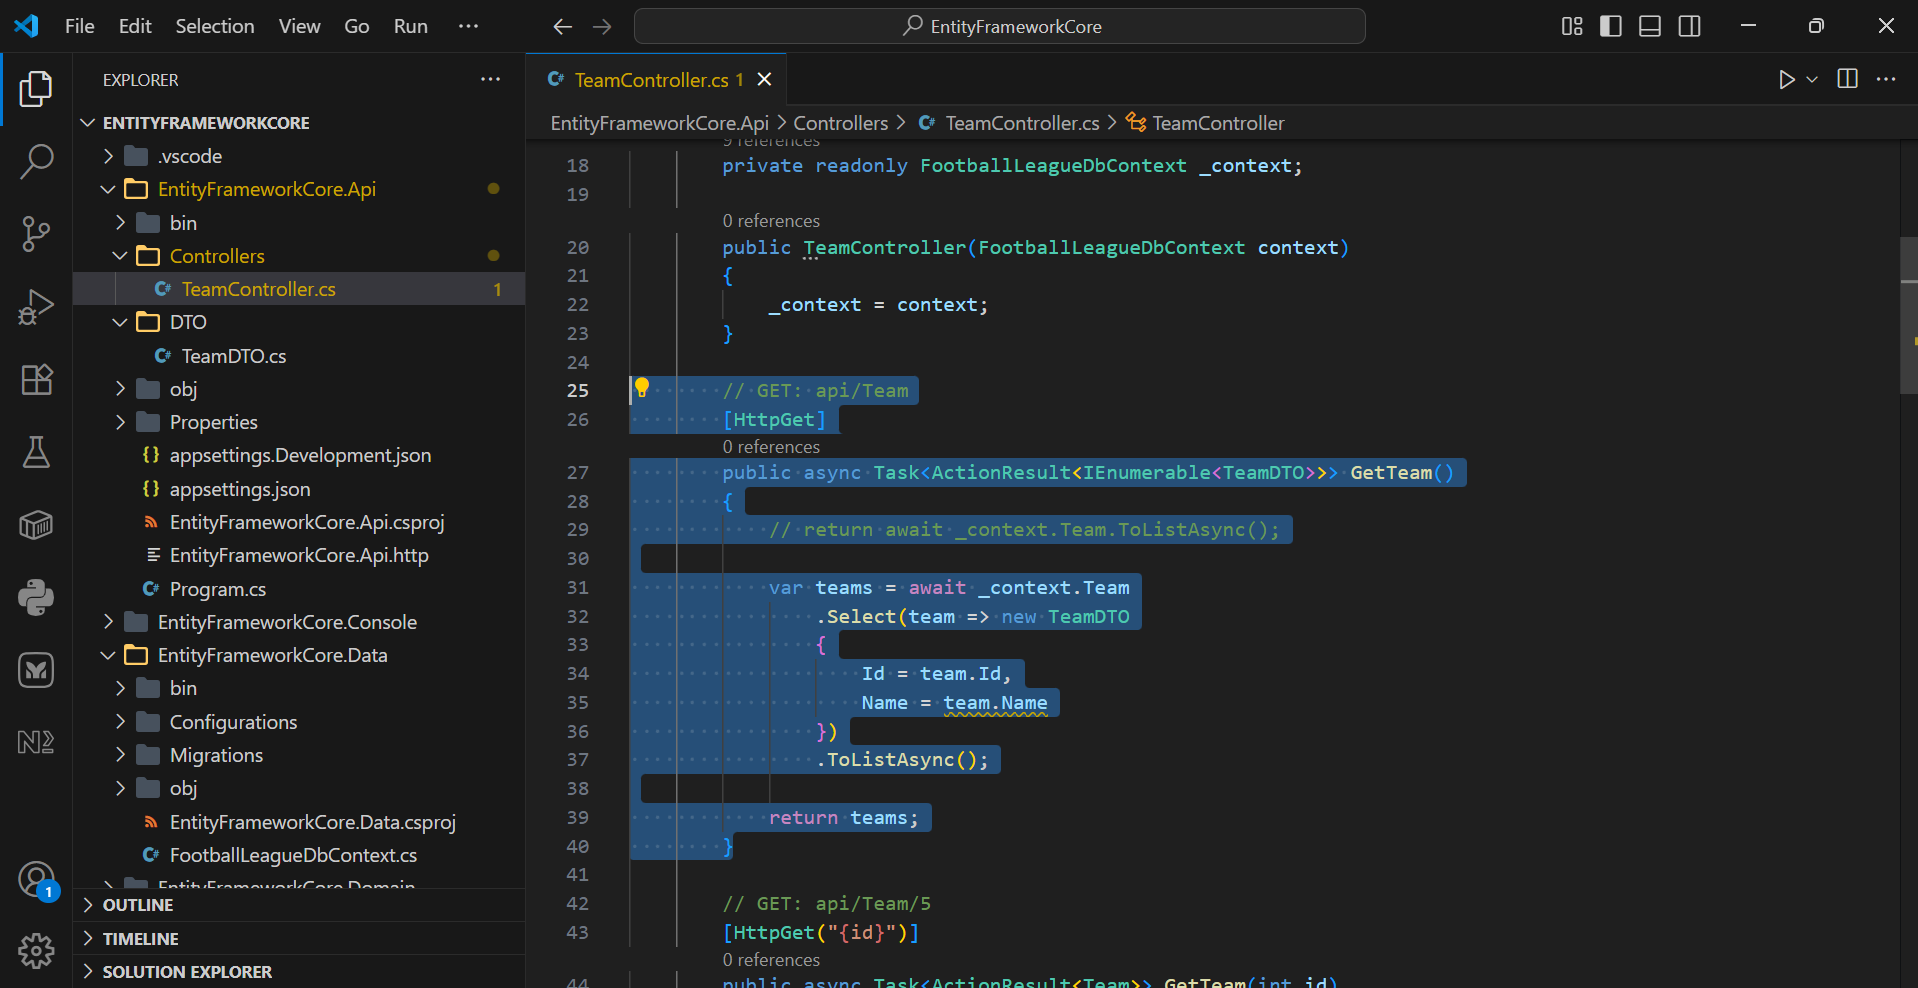 File Edit Selection View Go Run ···
EntityFrameworkCore
EXPLORER
ENTITYFRAMEWORKCORE
.vscode
EntityFrameworkCore.Api
bin
Controllers
TeamController.cs 1
DTO
TeamDTO.cs
obj
Properties
appsettings.Development.json
appsettings.json
EntityFrameworkCore.Api.csproj
EntityFrameworkCore.Api.http
Program.cs
EntityFrameworkCore.Console
EntityFrameworkCore.Data
bin
Configurations
Migrations
obj
EntityFrameworkCore.Data.csproj
FootballLeagueDbContext.cs
EntityFrameworkCore.Domain
OUTLINE
TIMELINE
SOLUTION EXPLORER
1
TeamController.cs 1
EntityFrameworkCore.Api > Controllers > TeamController.cs > TeamController
9 references
18 private readonly FootballLeagueDbContext _context;
19
0 references
20 public TeamController(FootballLeagueDbContext context)
21 {
22 _context = context;
23 }
24
25 // GET: api/Team
26 [HttpGet]
0 references
27 public async Task<ActionResult<IEnumerable<TeamDTO>>> GetTeam()
28 {
29 // return await _context.Team.ToListAsync();
30
31 var teams = await _context.Team
32 .Select(team => new TeamDTO
33 {
34 Id = team.Id,
35 Name = team.Name
36 })
37 .ToListAsync();
38
39 return teams;
40 }
41
42 // GET: api/Team/5
43 [HttpGet("{id}")]
0 references
44 public async Task<ActionResult<Team>> GetTeam(int id)